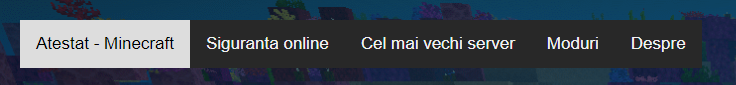 Atestat - Minecraft Siguranta online Cel mai vechi server Moduri Despre